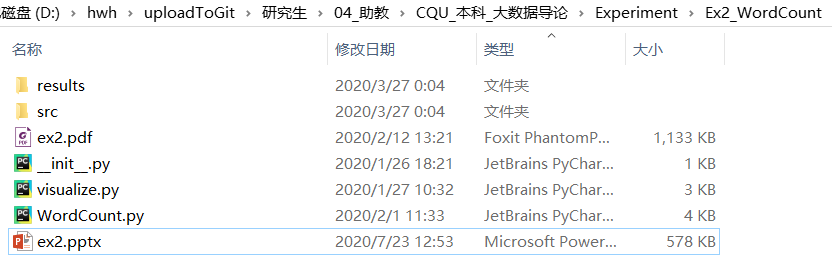 磁盘 (D:) > hwh > uploadToGit > 研究生 > 04_助教 > CQU_本科_大数据导论 > Experiment > Ex2_WordCount
名称 修改日期 类型 大小
results 2020/3/27 0:04 文件夹
src 2020/3/27 0:04 文件夹
ex2.pdf 2020/2/12 13:21 Foxit PhantomP... 1,133 KB
__init__.py 2020/1/26 18:21 JetBrains PyChar... 1 KB
visualize.py 2020/1/27 10:32 JetBrains PyChar... 3 KB
WordCount.py 2020/2/1 11:33 JetBrains PyChar... 4 KB
ex2.pptx 2020/7/23 12:53 Microsoft Power... 578 KB